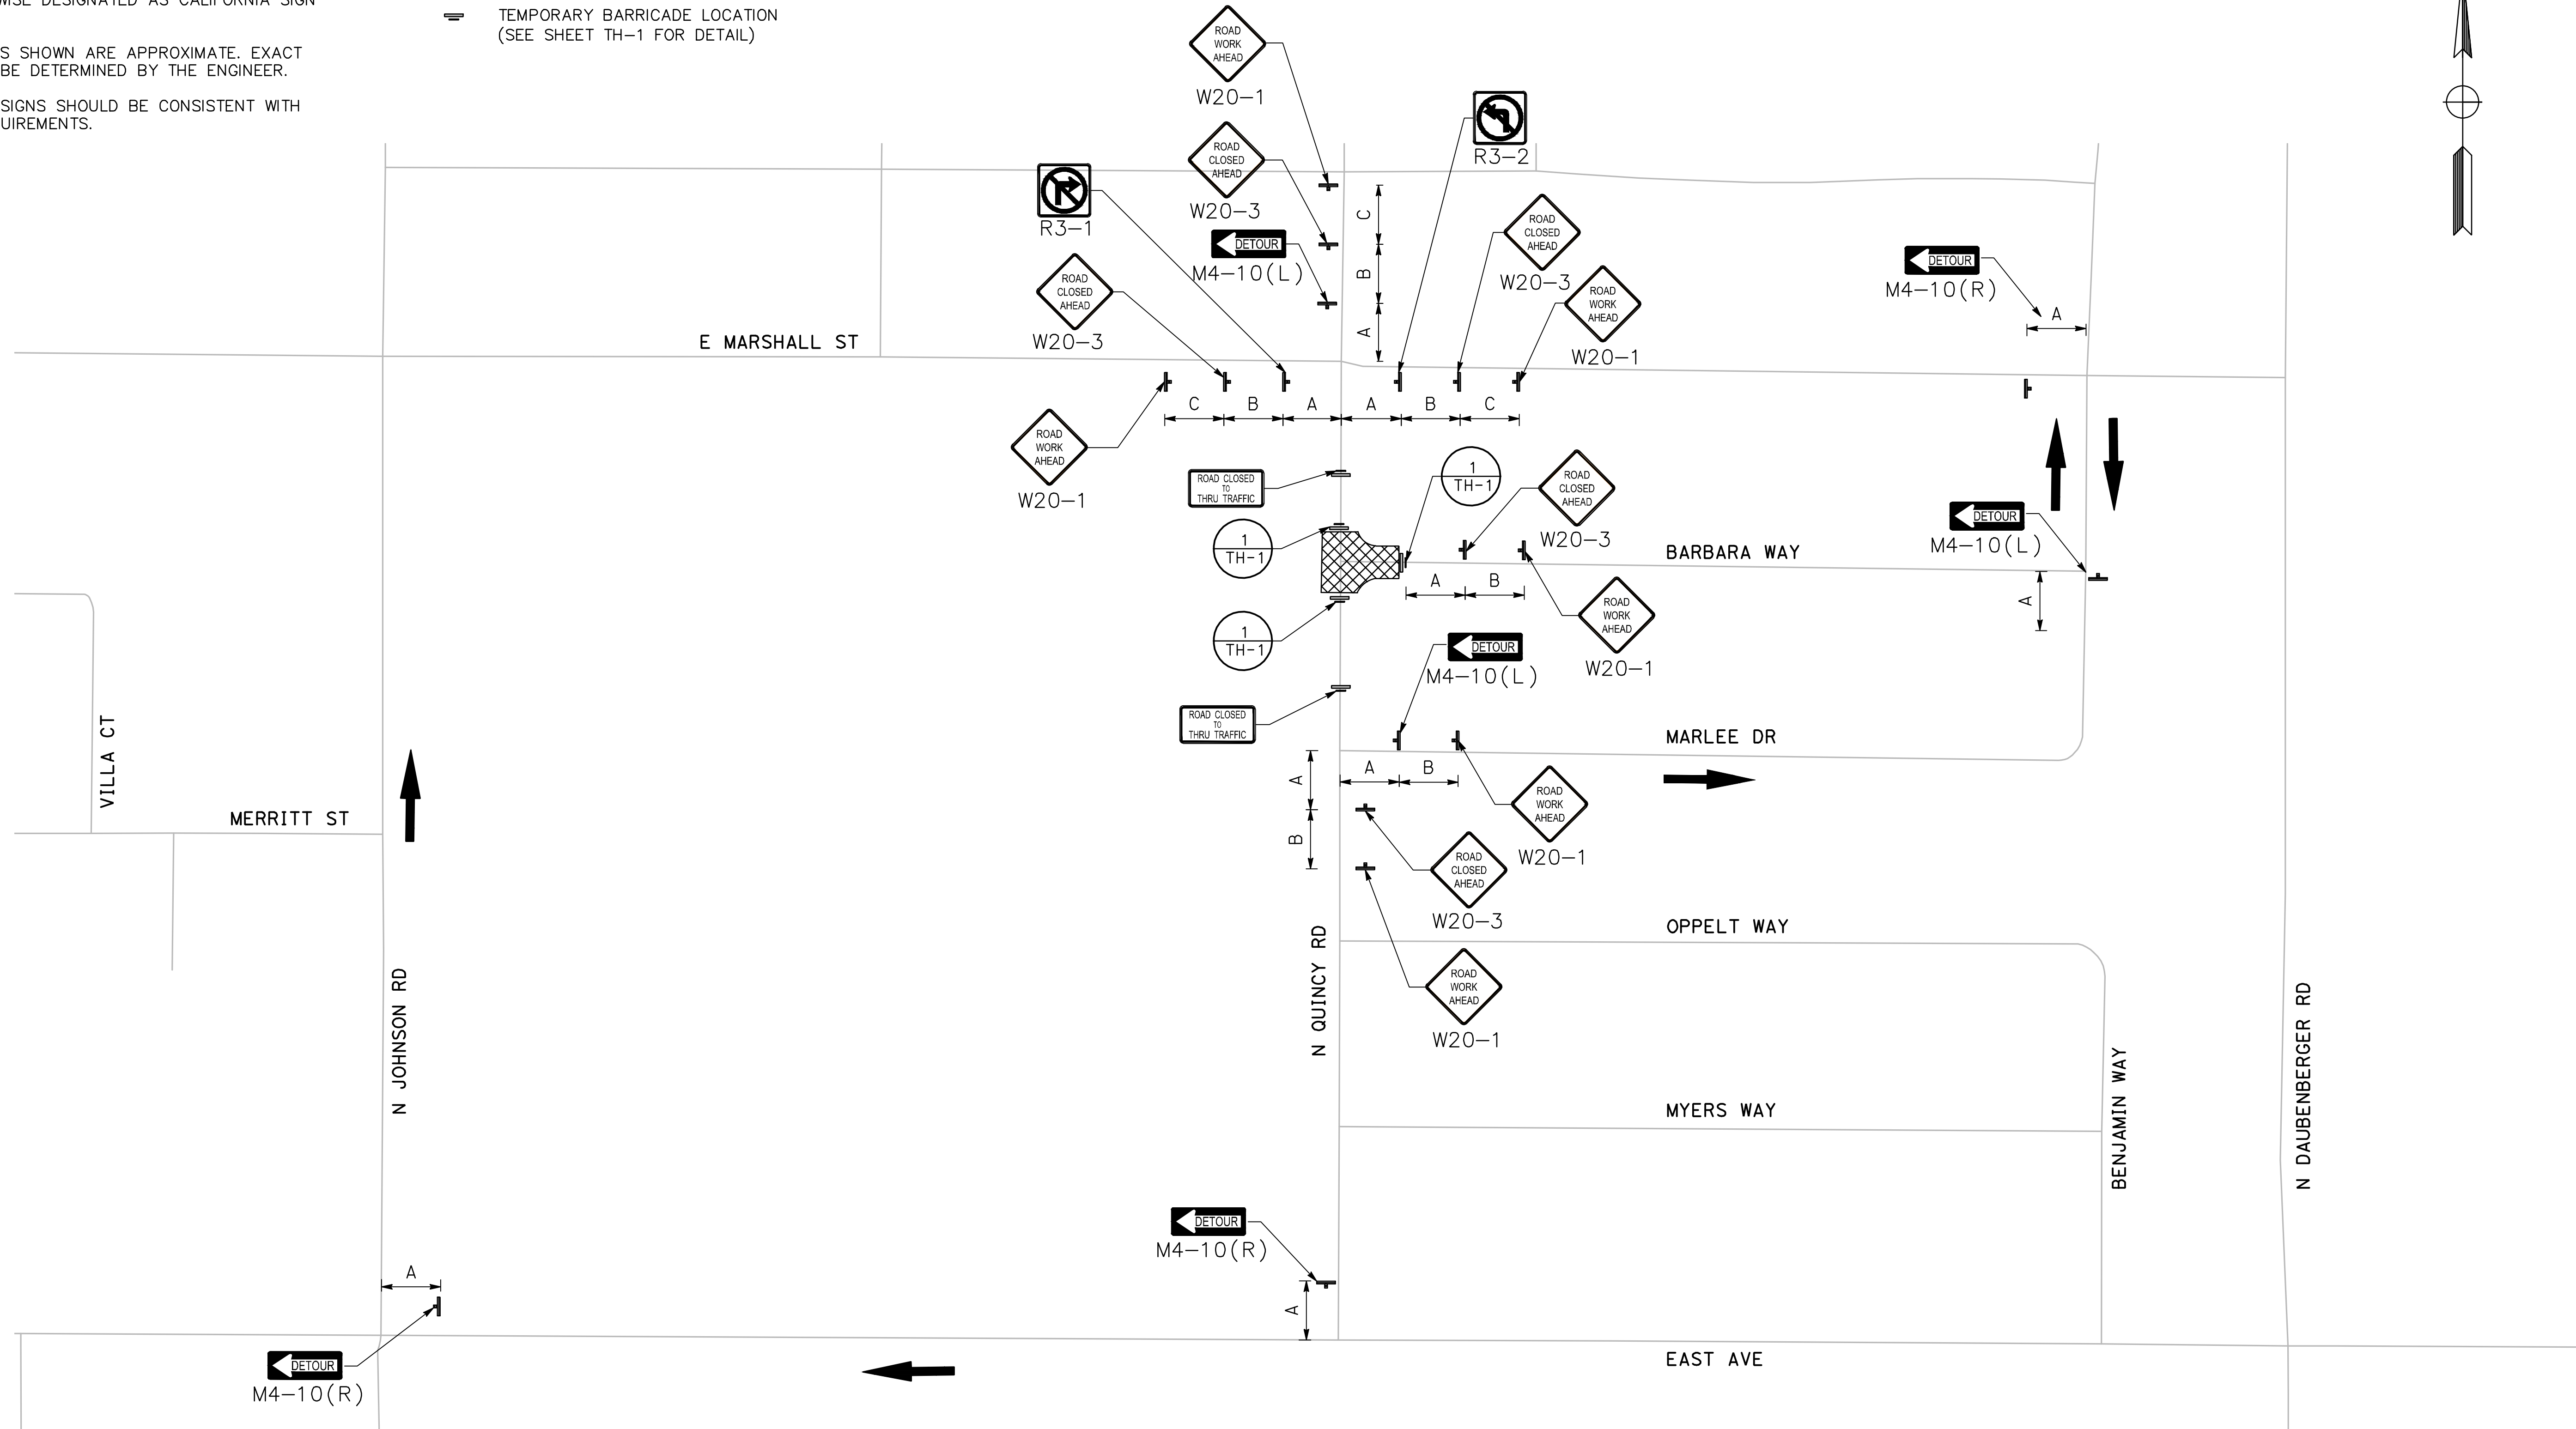 WISE DESIGNATED AS CALIFORNIA SIGN
S SHOWN ARE APPROXIMATE. EXACT
BE DETERMINED BY THE ENGINEER.
SIGNS SHOULD BE CONSISTENT WITH
UIREMENTS.
TEMPORARY BARRICADE LOCATION
(SEE SHEET TH-1 FOR DETAIL)
ROAD
WORK
AHEAD
W20-1
ROAD
CLOSED
AHEAD
W20-3
R3-1
DETOUR
M4-10(L)
R3-2
C
B
A
ROAD
CLOSED
AHEAD
W20-3
ROAD
WORK
AHEAD
W20-1
DETOUR
M4-10(R)
A
ROAD
CLOSED
AHEAD
W20-3
E MARSHALL ST
C
B
A
A
B
C
ROAD
WORK
AHEAD
W20-1
ROAD CLOSED
TO
THRU TRAFFIC
1
TH-1
1
TH-1
1
TH-1
ROAD
CLOSED
AHEAD
W20-3
BARBARA WAY
A
B
ROAD
WORK
AHEAD
W20-1
DETOUR
M4-10(L)
A
DETOUR
M4-10(L)
ROAD CLOSED
TO
THRU TRAFFIC
MARLEE DR
A
B
A
B
ROAD
WORK
AHEAD
W20-1
ROAD
CLOSED
AHEAD
W20-3
ROAD
WORK
AHEAD
W20-1
VILLA CT
MERRITT ST
N JOHNSON RD
N QUINCY RD
OPPELT WAY
MYERS WAY
BENJAMIN WAY
N DAUBENBERGER RD
DETOUR
M4-10(R)
A
A
DETOUR
M4-10(R)
EAST AVE